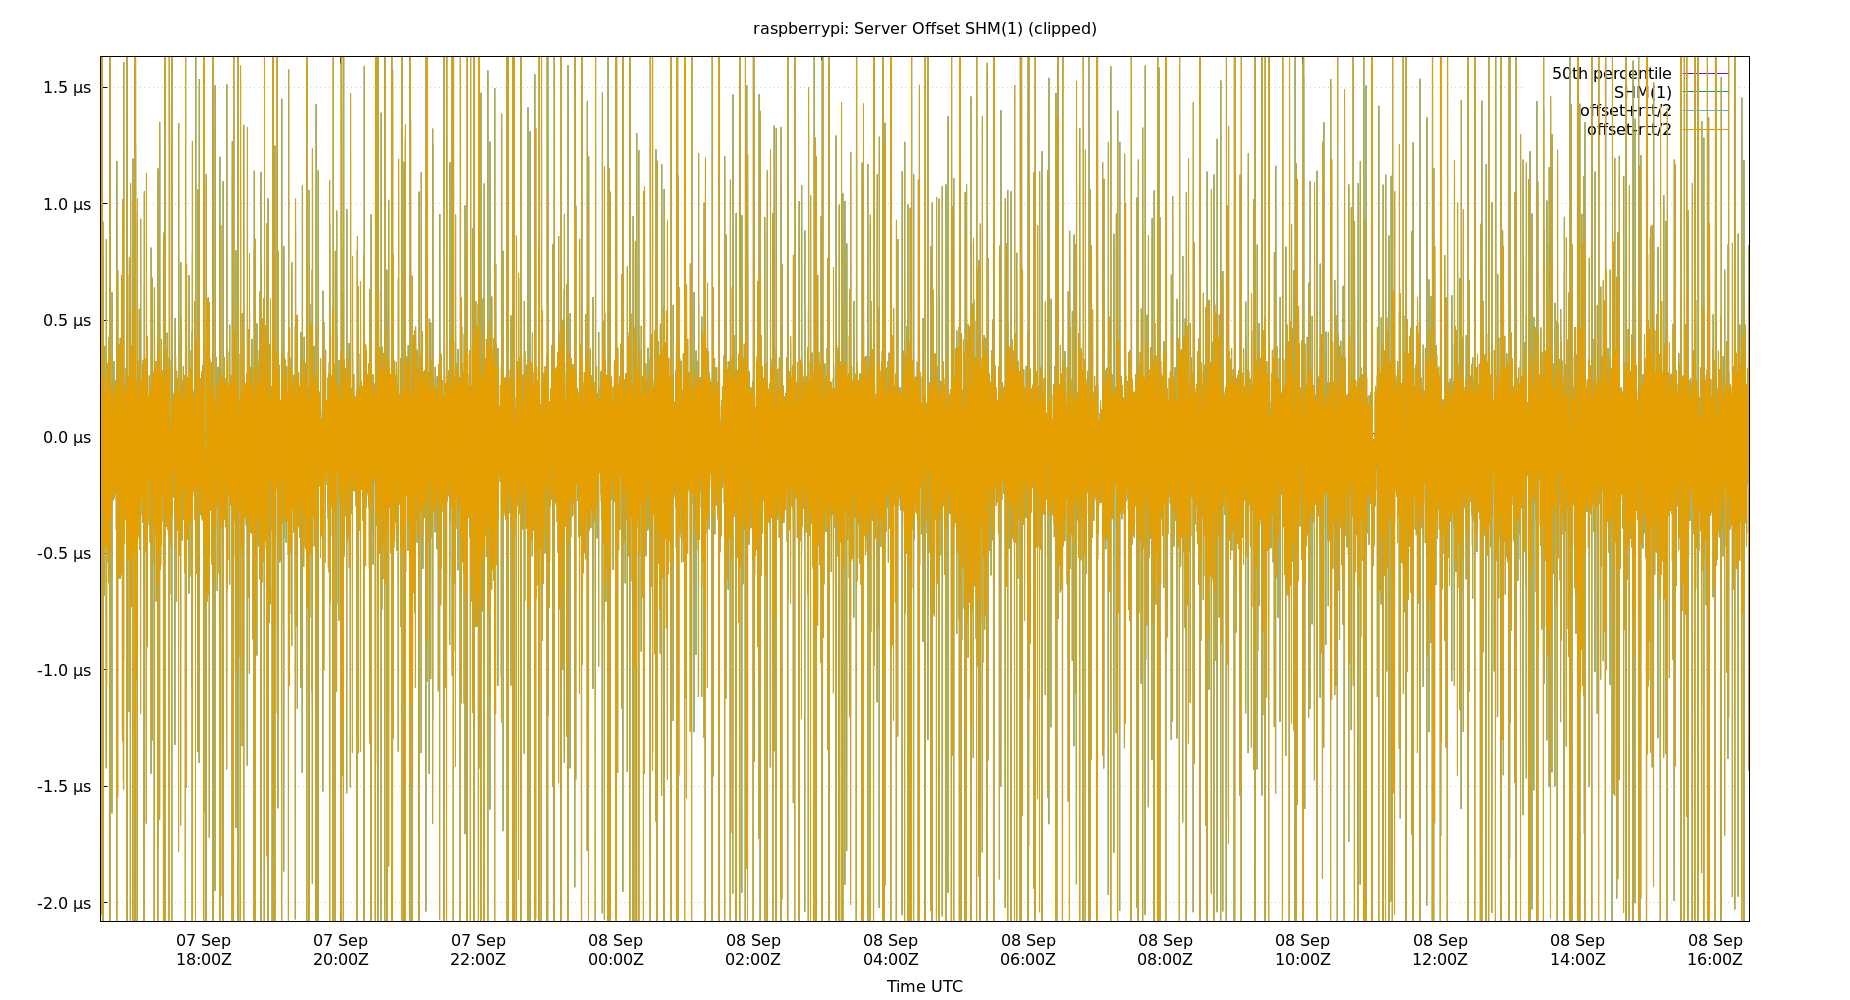 raspberrypi: Server Offset SHM(1) (clipped)
50th percentile
SHM(1)
offset+rtt/2
offset-rtt/2
1.5 µs
1.0 µs
0.5 µs
0.0 µs
-0.5 µs
-1.0 µs
-1.5 µs
-2.0 µs
07 Sep 07 Sep 07 Sep 08 Sep 08 Sep 08 Sep 08 Sep 08 Sep 08 Sep 08 Sep 08 Sep 08 Sep
18:00Z 20:00Z 22:00Z 00:00Z 02:00Z 04:00Z 06:00Z 08:00Z 10:00Z 12:00Z 14:00Z 16:00Z
Time UTC